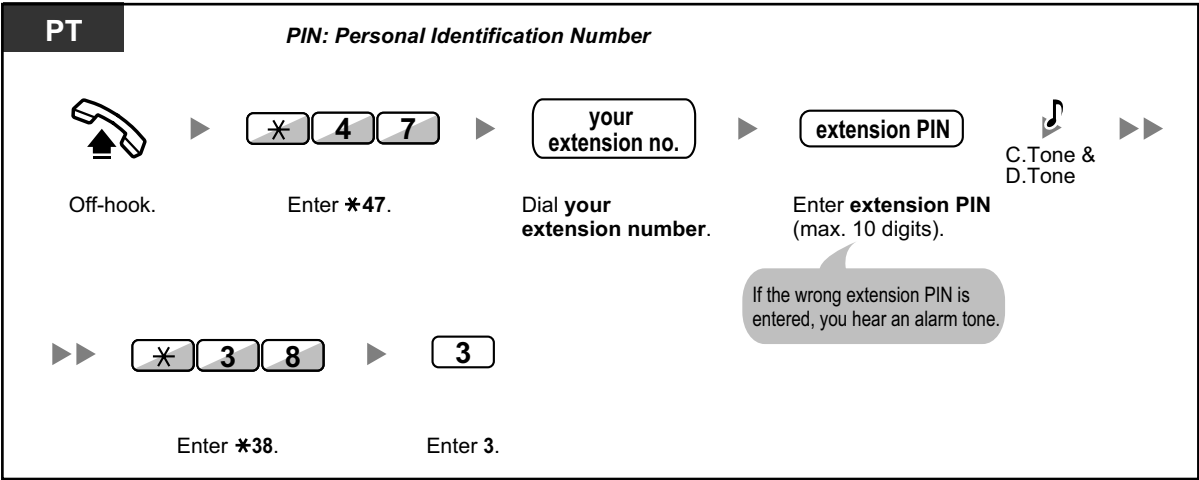 PT
PIN: Personal Identification Number
✳ 4 7
your
extension no.
extension PIN
C.Tone &
D.Tone
Off-hook.
Enter ✳47.
Dial your
extension number.
Enter extension PIN
(max. 10 digits).
If the wrong extension PIN is
entered, you hear an alarm tone.
✳ 3 8
3
Enter ✳38.
Enter 3.